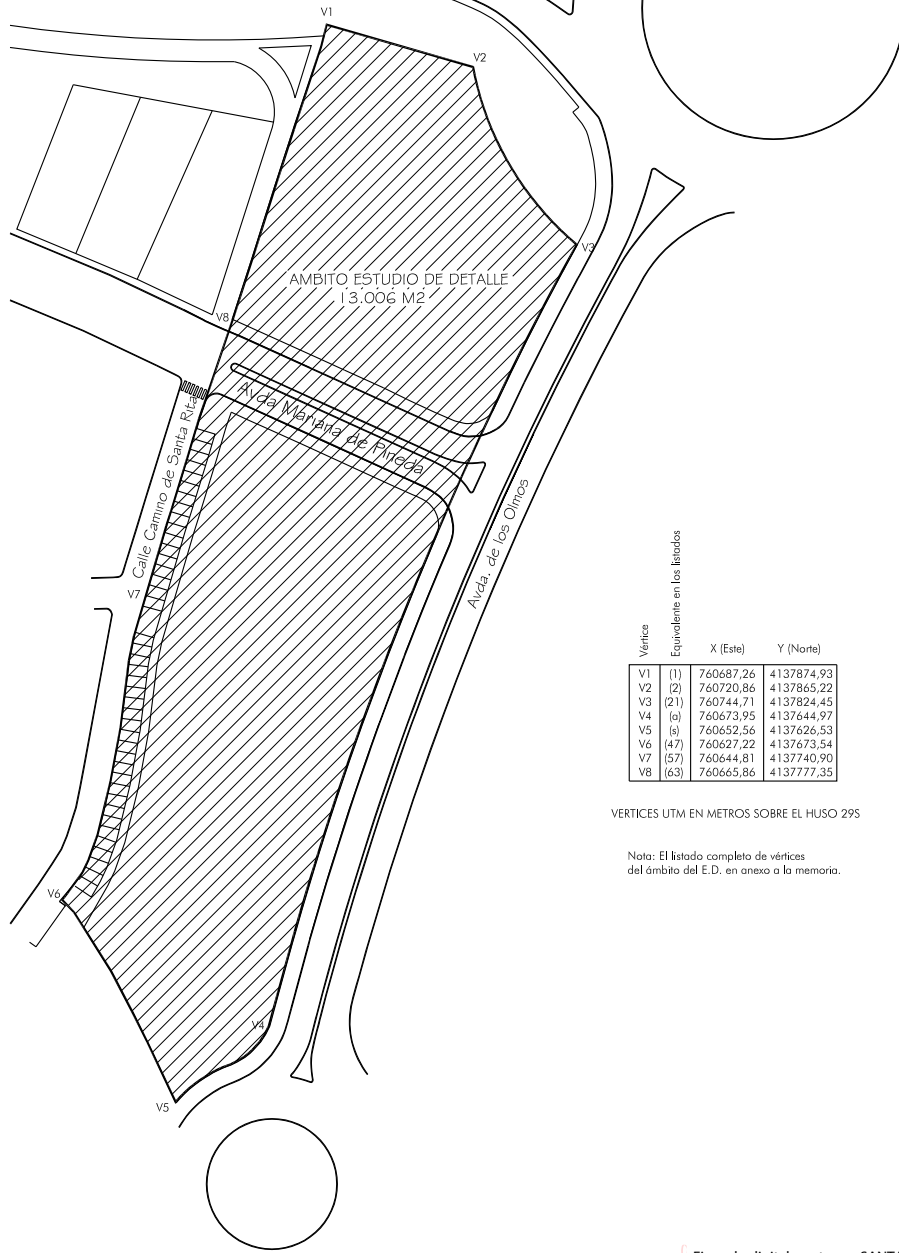 V1
V2
V3
AMBITO ESTUDIO DE DETALLE
13.006 M2
V8
Avda Mariana de Pineda
Calle Camino de Santa Rita
Avda. de los Olmos
V7
V6
V4
V5
Vértice Equivalente en los listados X (Este) Y (Norte)
V1 (1) 760687,26 4137874,93
V2 (2) 760720,86 4137865,22
V3 (21) 760744,71 4137824,45
V4 (a) 760673,95 4137644,97
V5 (s) 760652,56 4137626,53
V6 (47) 760627,22 4137673,54
V7 (57) 760644,81 4137740,90
V8 (63) 760665,86 4137777,35
VERTICES UTM EN METROS SOBRE EL HUSO 29S
Nota: El listado completo de vértices
del ámbito del E.D. en anexo a la memoria.